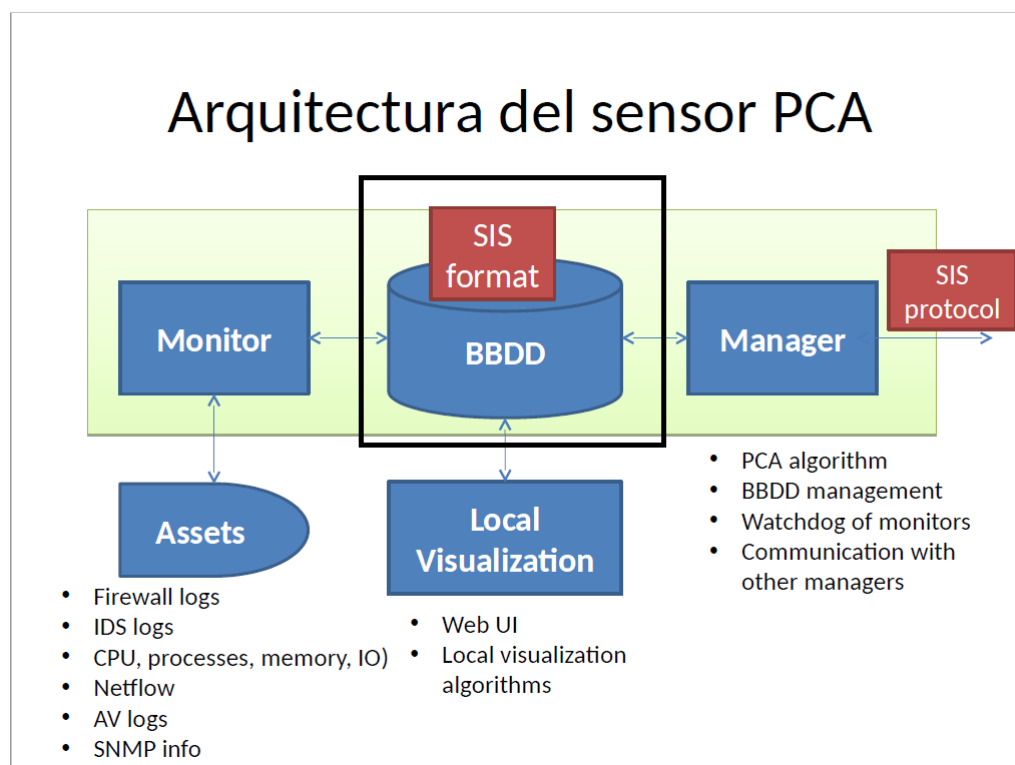 Arquitectura del sensor PCA
SIS
format
SIS
protocol
Monitor
BBDD
Manager
Assets
Local
Visualization
• PCA algorithm
• BBDD management
• Watchdog of monitors
• Communication with
other managers
• Firewall logs
• IDS logs
• CPU, processes, memory, IO)
• Netflow
• AV logs
• SNMP info
• Web UI
• Local visualization
algorithms